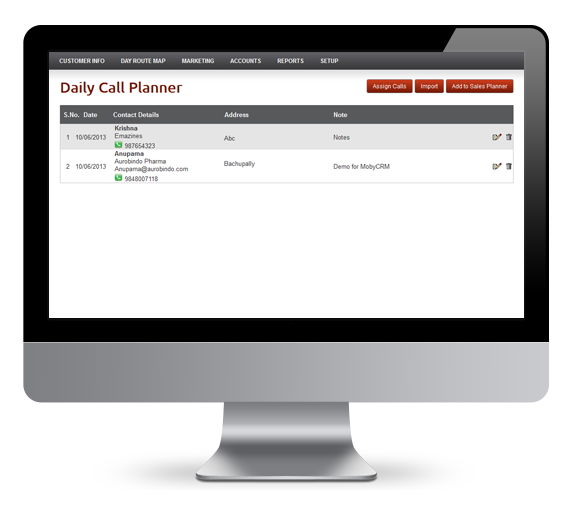 CUSTOMER INFO DAY ROUTE MAP MARKETING ACCOUNTS REPORTS SETUP
Daily Call Planner
Assign Calls Import Add to Sales Planner
S.No. Date Contact Details Address Note
Krishna
1 10/06/2013 Emazines Abc Notes
987654323
Anupama
Aurobindo Pharma Bachupally
2 10/06/2013 Anupama@aurobindo.com Demo for MobyCRM
9848007118